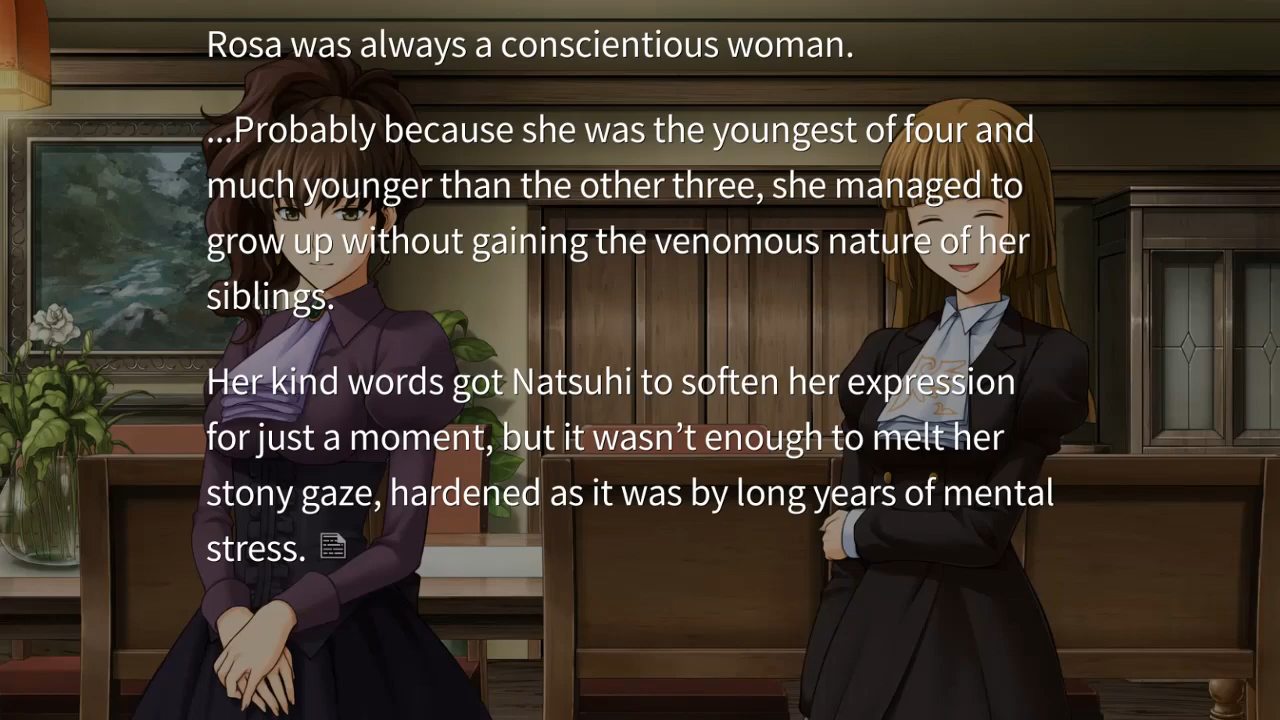 Rosa was always a conscientious woman.
...Probably because she was the youngest of four and
much younger than the other three, she managed to
grow up without gaining the venomous nature of her
siblings.
Her kind words got Natsuhi to soften her expression
for just a moment, but it wasn’t enough to melt her
stony gaze, hardened as it was by long years of mental
stress.